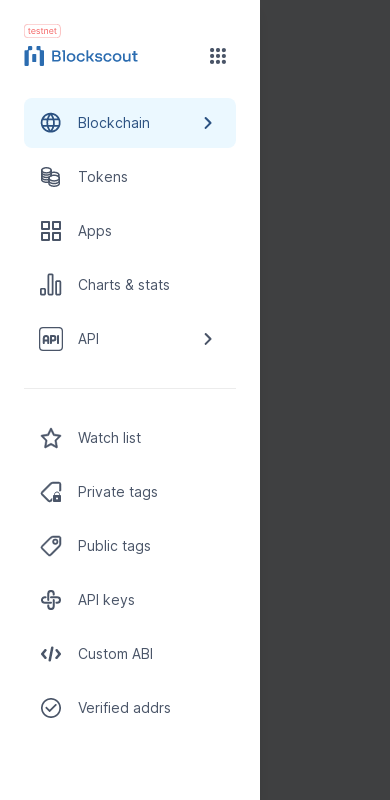 testnet
Blockscout
Blockchain
Tokens
Apps
Charts & stats
API
API
Watch list
Private tags
Public tags
API keys
Custom ABI
Verified addrs